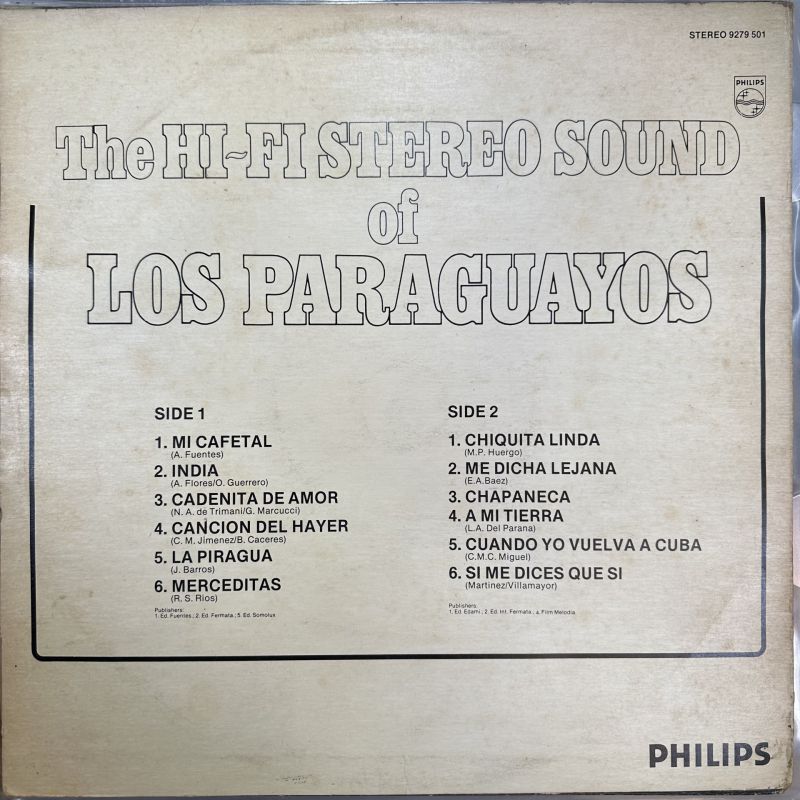 STEREO 9279 501
PHILIPS
The HI-FI STEREO SOUND
of
LOS PARAGUAYOS
SIDE 1
1. MI CAFETAL
(A. Fuentes)
2. INDIA
(A. Flores/O. Guerrero)
3. CADENITA DE AMOR
(N. A. de Trimani/G. Marcucci)
4. CANCION DEL HAYER
(C. M. Jimenez/B. Caceres)
5. LA PIRAGUA
(J. Barros)
6. MERCEDITAS
(R. S. Rios)
Publishers:
1. Ed. Fuentes.; 2. Ed. Fermata.; 5. Ed. Somolux
SIDE 2
1. CHIQUITA LINDA
(M.P. Huergo)
2. ME DICHA LEJANA
(E.A.Baez)
3. CHAPANECA
4. A MI TIERRA
(L.A. Del Parana)
5. CUANDO YO VUELVA A CUBA
(C.M.C. Miguel)
6. SI ME DICES QUE SI
(Martinez/Villamayor)
Publishers:
1. Ed. Edami.; 2. Ed. Int. Fermata.; 4. Film Melodia
PHILIPS